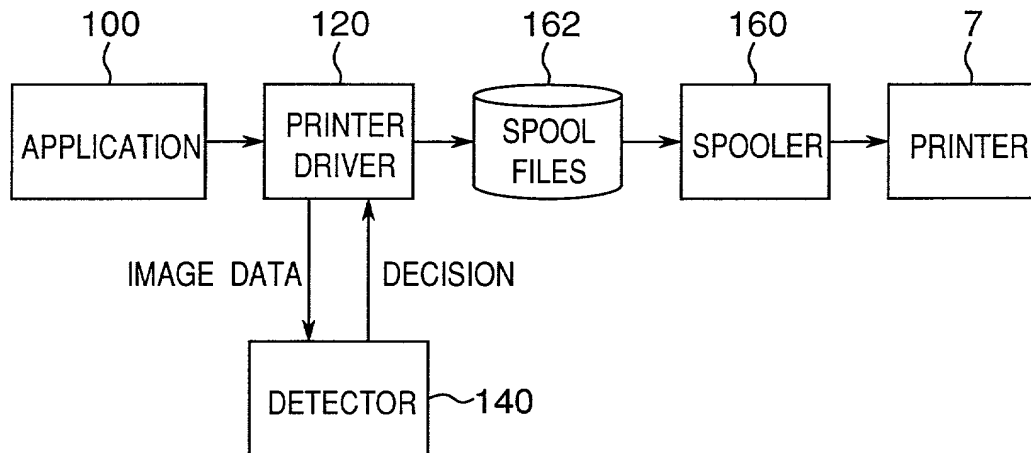 100
120
162
160
7
APPLICATION
PRINTER
DRIVER
SPOOL
FILES
SPOOLER
PRINTER
IMAGE DATA
DECISION
DETECTOR
140